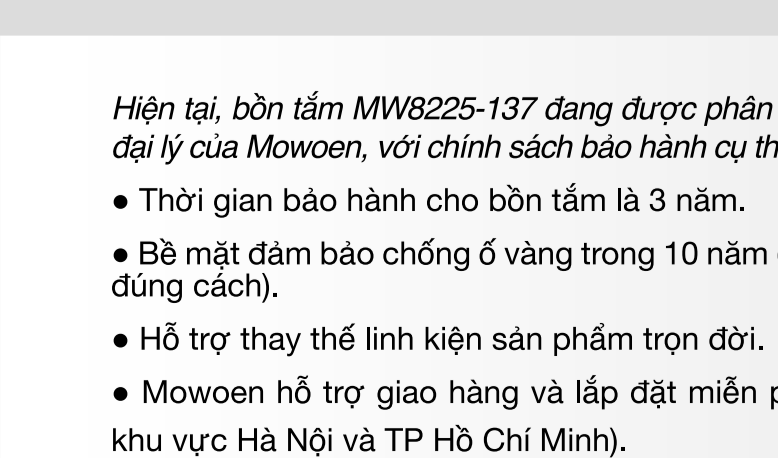 Hiện tại, bồn tắm MW8225-137 đang được phân
đại lý của Mowoen, với chính sách bảo hành cụ
● Thời gian bảo hành cho bồn tắm là 3 năm.
● Bề mặt đảm bảo chống ố vàng trong 10 năm
đúng cách).
● Hỗ trợ thay thế linh kiện sản phẩm trọn đời.
● Mowoen hỗ trợ giao hàng và lắp đặt miễn
khu vực Hà Nội và TP Hồ Chí Minh).